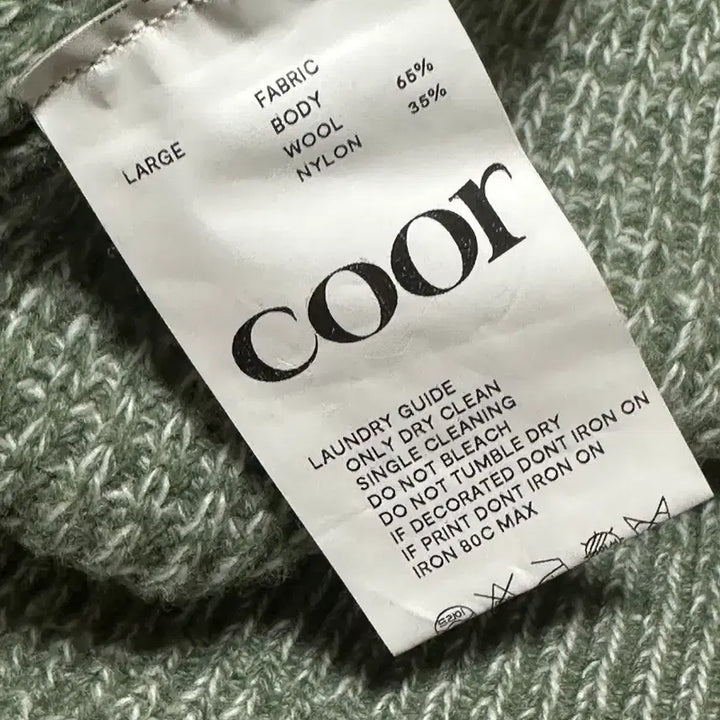 LARGE
FABRIC
BODY
WOOL 65%
NYLON 35%
coor
LAUNDRY GUIDE
ONLY DRY CLEAN
SINGLE CLEANING
DO NOT BLEACH
DO NOT TUMBLE DRY
IF DECORATED DONT IRON ON
IF PRINT DONT IRON ON
IRON 80C MAX